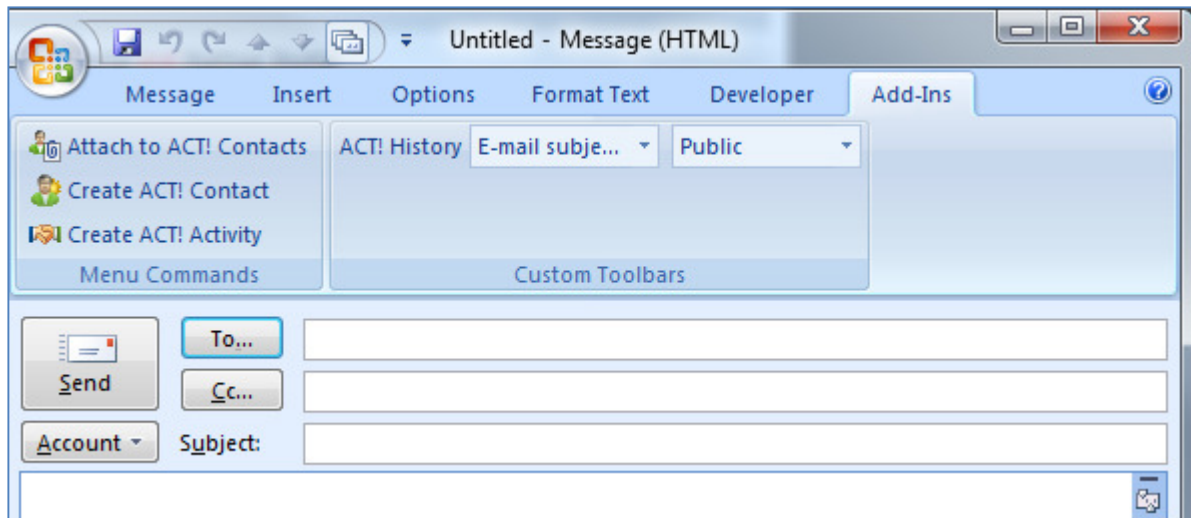 Untitled - Message (HTML)
Message Insert Options Format Text Developer Add-Ins
Attach to ACT! Contacts ACT! History E-mail subje... Public
Create ACT! Contact
Create ACT! Activity
Menu Commands Custom Toolbars
To...
Send
Cc...
Account Subject: